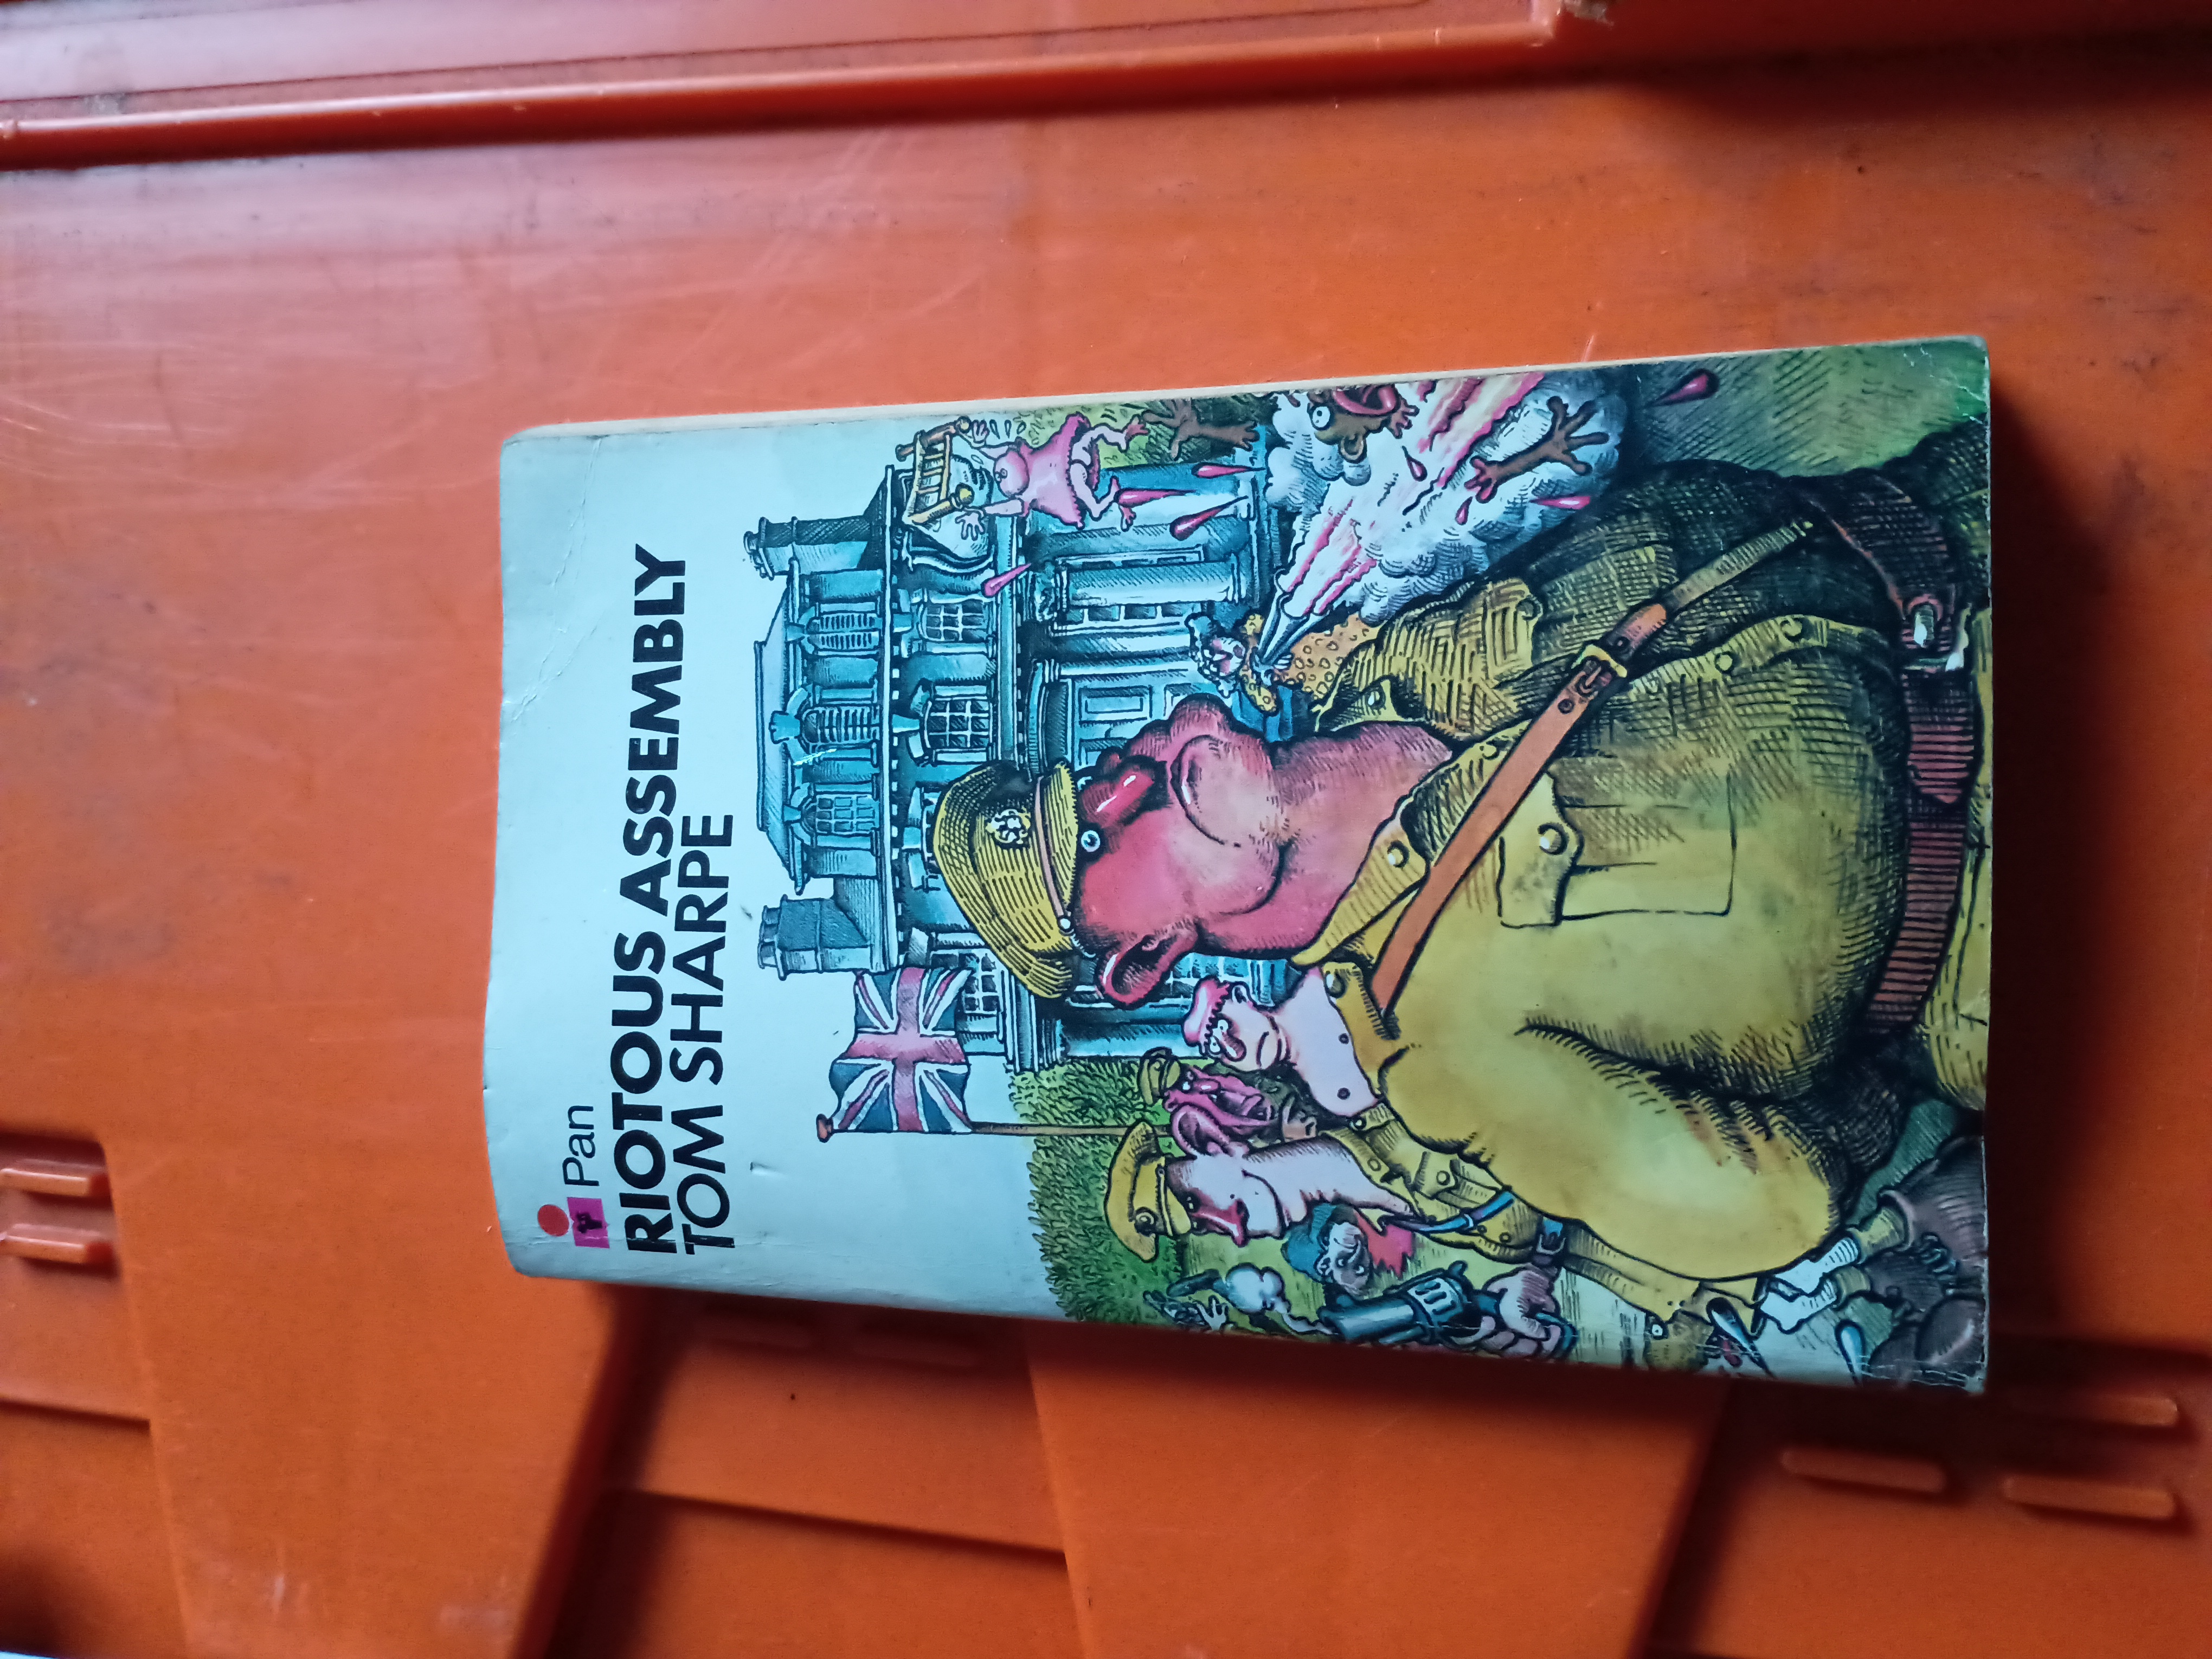 Pan
RIOTOUS ASSEMBLY
TOM SHARPE